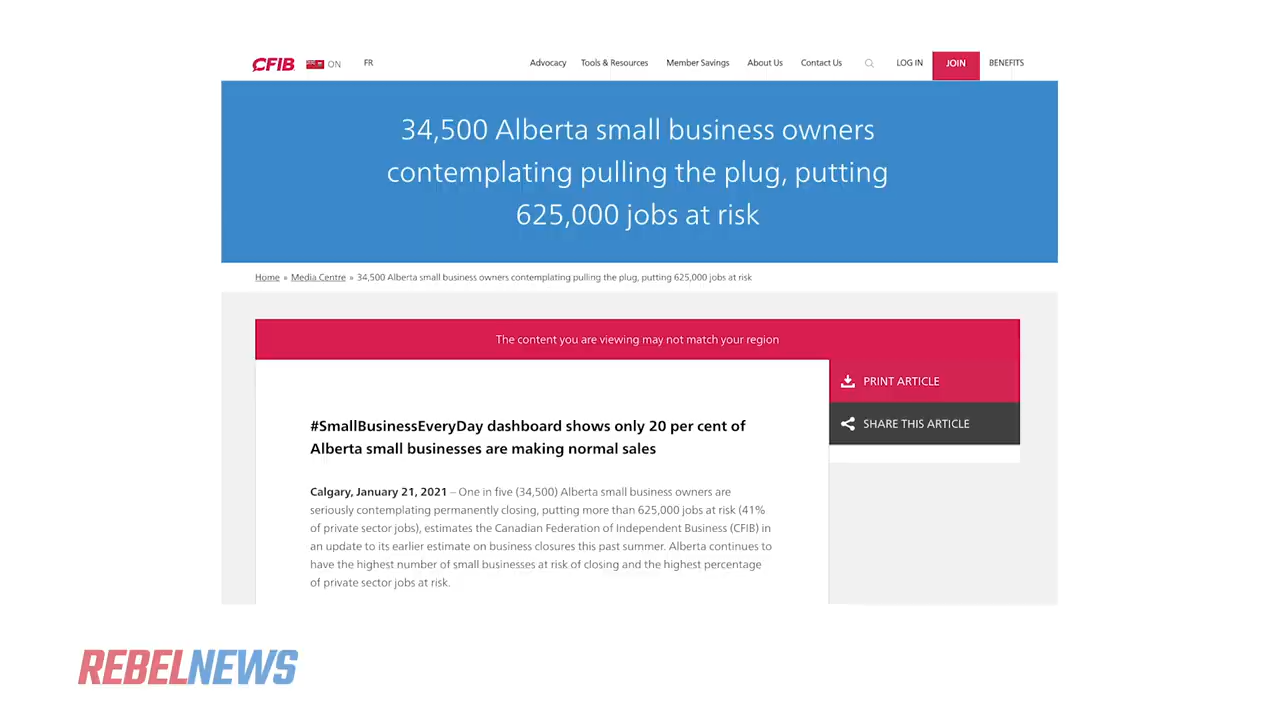 CFIB ON FR Advocacy Tools & Resources Member Savings About Us Contact Us LOG IN JOIN BENEFITS
34,500 Alberta small business owners
contemplating pulling the plug, putting
625,000 jobs at risk
Home » Media Centre » 34,500 Alberta small business owners contemplating pulling the plug, putting 625,000 jobs at risk
The content you are viewing may not match your region
PRINT ARTICLE
SHARE THIS ARTICLE
#SmallBusinessEveryDay dashboard shows only 20 per cent of
Alberta small businesses are making normal sales
Calgary, January 21, 2021 – One in five (34,500) Alberta small business owners are
seriously contemplating permanently closing, putting more than 625,000 jobs at risk (41%
of private sector jobs), estimates the Canadian Federation of Independent Business (CFIB) in
an update to its earlier estimate on business closures this past summer. Alberta continues to
have the highest number of small businesses at risk of closing and the highest percentage
of private sector jobs at risk.
REBELNEWS